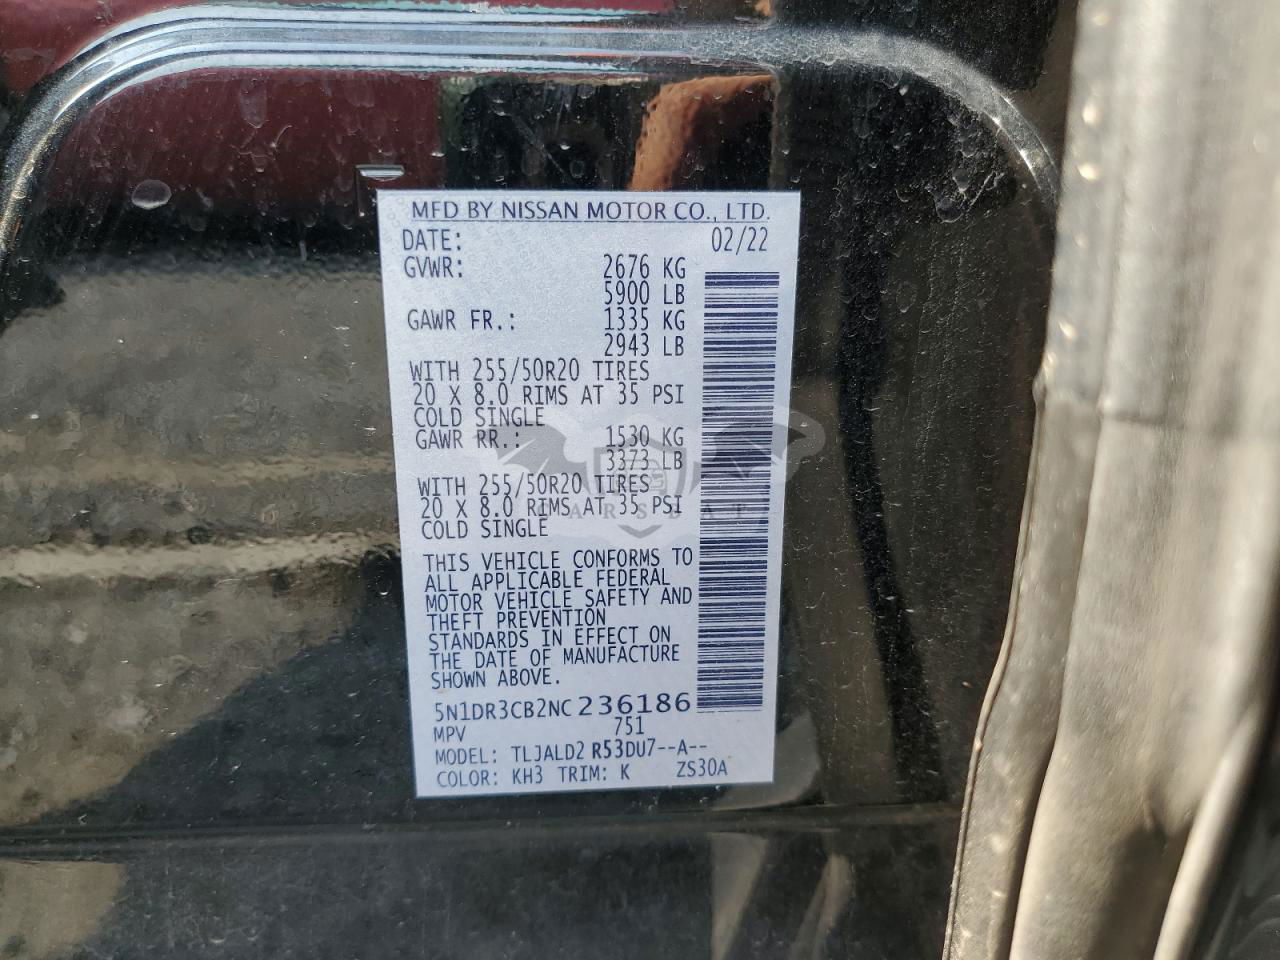 MFD BY NISSAN MOTOR CO., LTD.
DATE: 02/22
GVWR: 2676 KG
5900 LB
GAWR FR.: 1335 KG
2943 LB
WITH 255/50R20 TIRES
20 X 8.0 RIMS AT 35 PSI
COLD SINGLE
GAWR RR.: 1530 KG
3373 LB
WITH 255/50R20 TIRES
20 X 8.0 RIMS AT 35 PSI
COLD SINGLE
CARSBAT
THIS VEHICLE CONFORMS TO
ALL APPLICABLE FEDERAL
MOTOR VEHICLE SAFETY AND
THEFT PREVENTION
STANDARDS IN EFFECT ON
THE DATE OF MANUFACTURE
SHOWN ABOVE.
5N1DR3CB2NC236186
MPV 751
MODEL: TLJALD2 R53DU7--A--
COLOR: KH3 TRIM: K ZS30A